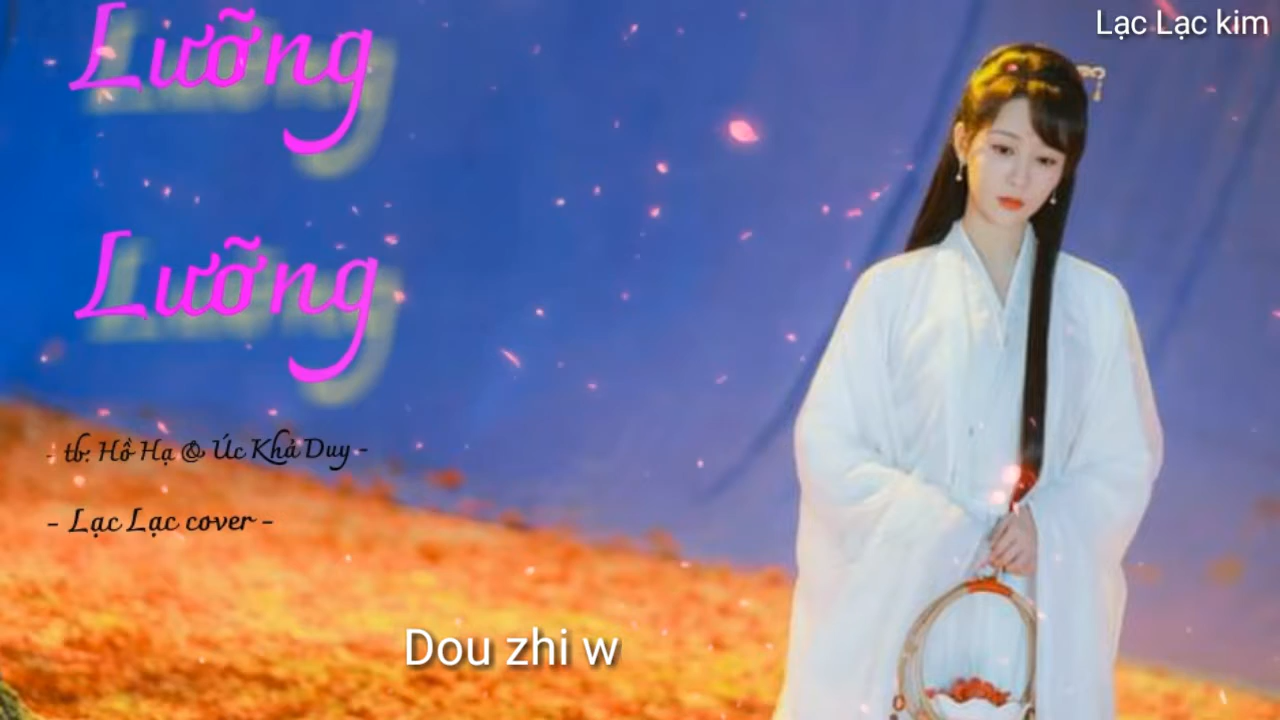 Lạc Lạc kim
Lưỡng
Lưỡng
- tb: Hồ Hạ & Úc Khả Duy -
- Lạc Lạc cover -
Dou zhi w